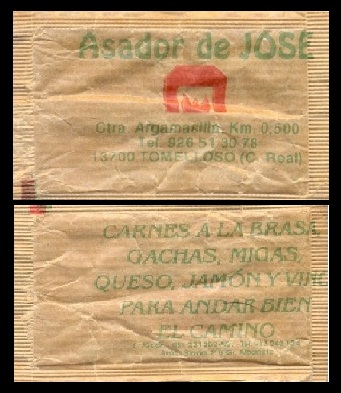 Asador de JOSE
Ctra. Argamasilla, Km. 0,500
Tel. 926 51 30 78
13700 TOMELLOSO (C. Real)
CARNES A LA BRASA,
GACHAS, MIGAS,
QUESO, JAMÓN Y VINO
PARA ANDAR BIEN
EL CAMINO